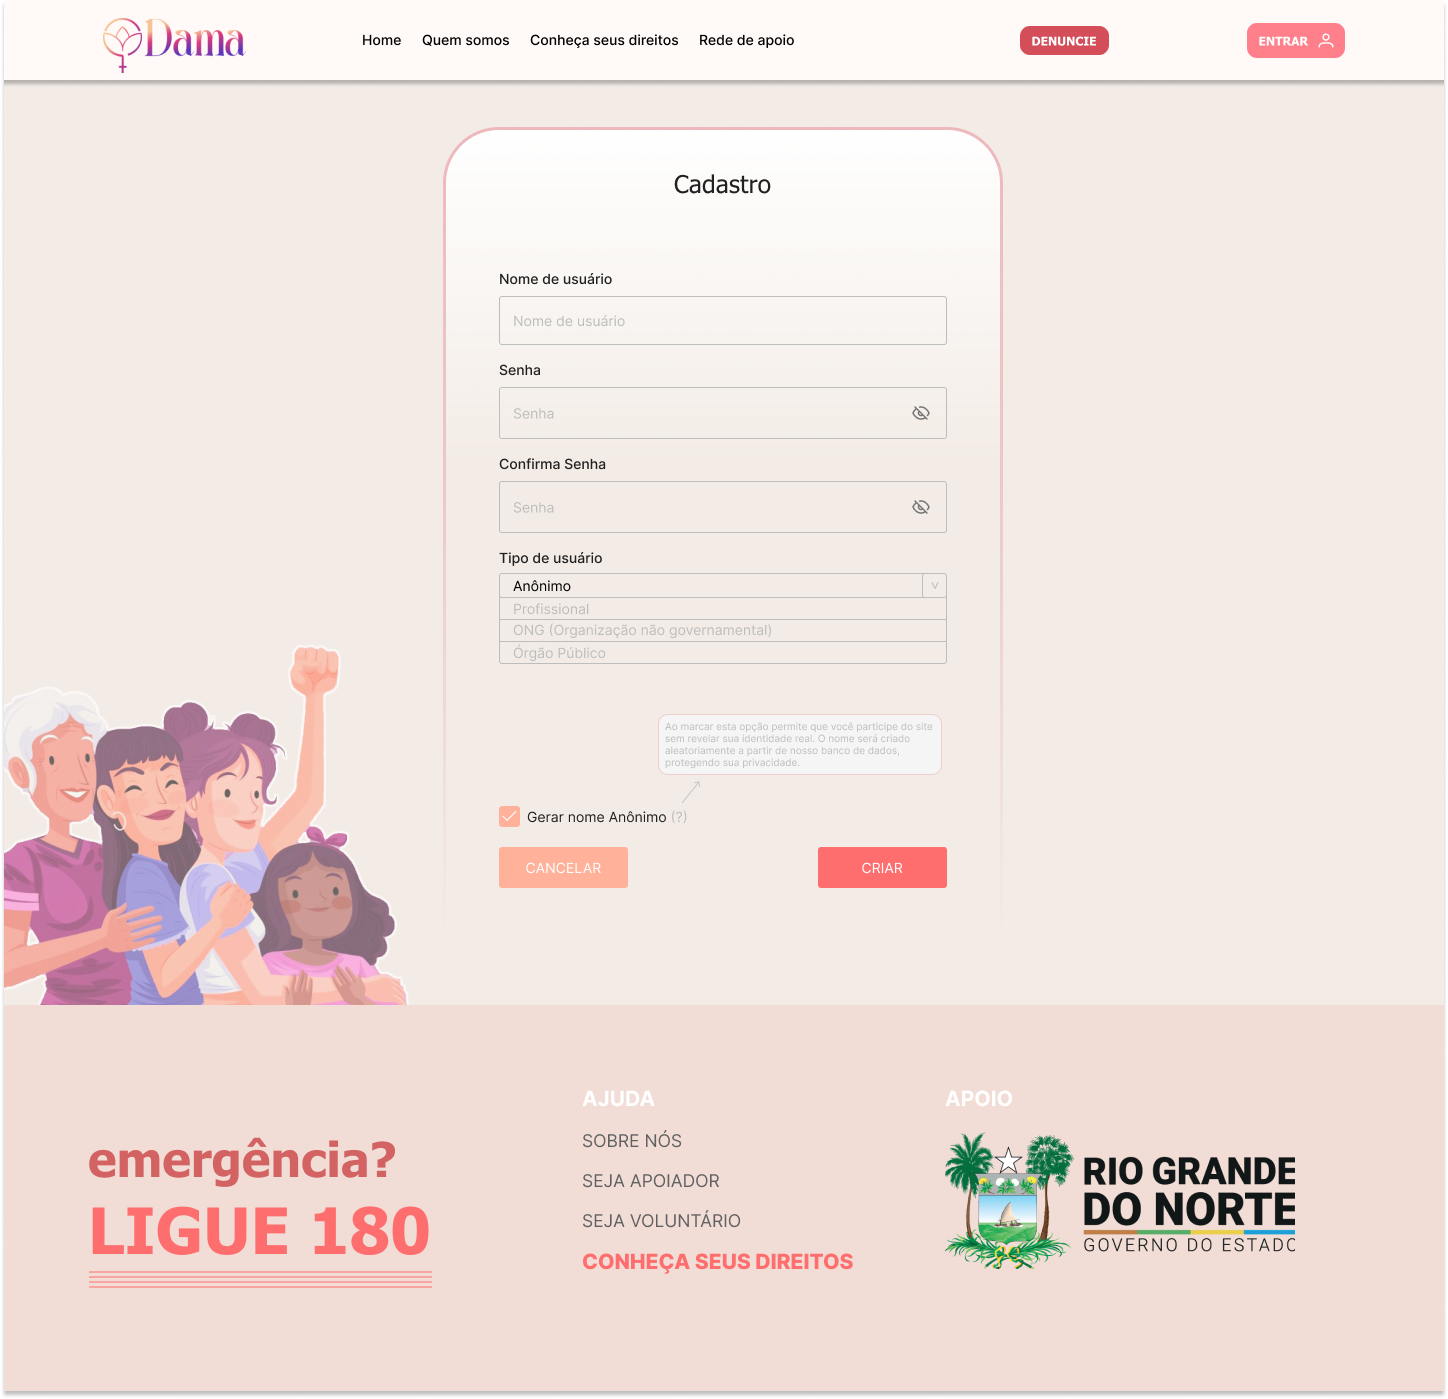 Dama
Home Quem somos Conheça seus direitos Rede de apoio
DENUNCIE
ENTRAR
Cadastro
Nome de usuário
Nome de usuário
Senha
Senha
Confirma Senha
Senha
Tipo de usuário
Anônimo
Profissional
ONG (Organização não governamental)
Órgão Público
Ao marcar esta opção permite que você participe do site
sem revelar sua identidade real. O nome será criado
aleatoriamente a partir de nosso banco de dados,
protegendo sua privacidade.
Gerar nome Anônimo (?)
CANCELAR
CRIAR
emergência?
LIGUE 180
AJUDA
SOBRE NÓS
SEJA APOIADOR
SEJA VOLUNTÁRIO
CONHEÇA SEUS DIREITOS
APOIO
RIO GRANDE
DO NORTE
GOVERNO DO ESTADO